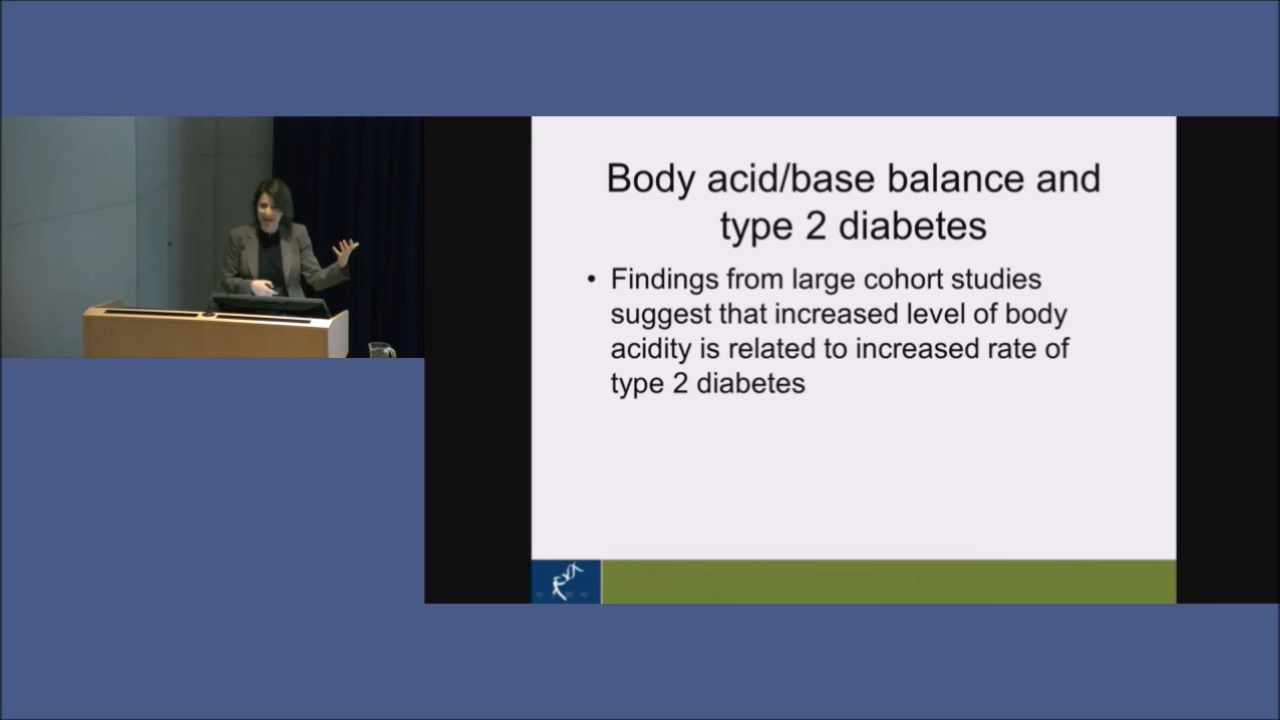 Body acid/base balance and
type 2 diabetes
• Findings from large cohort studies
suggest that increased level of body
acidity is related to increased rate of
type 2 diabetes